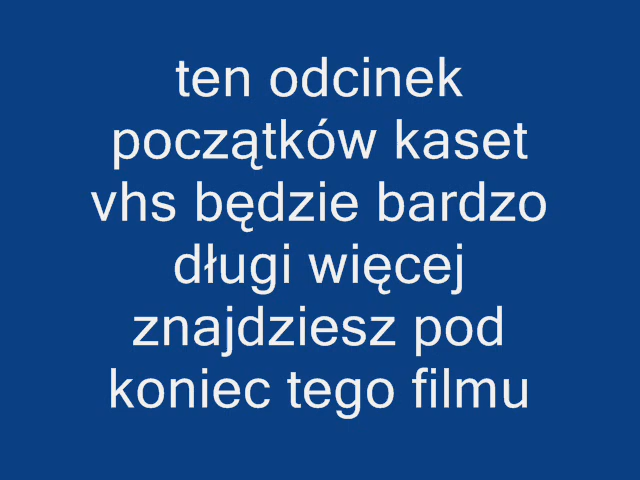 ten odcinek
początków kaset
vhs będzie bardzo
długi więcej
znajdziesz pod
koniec tego filmu